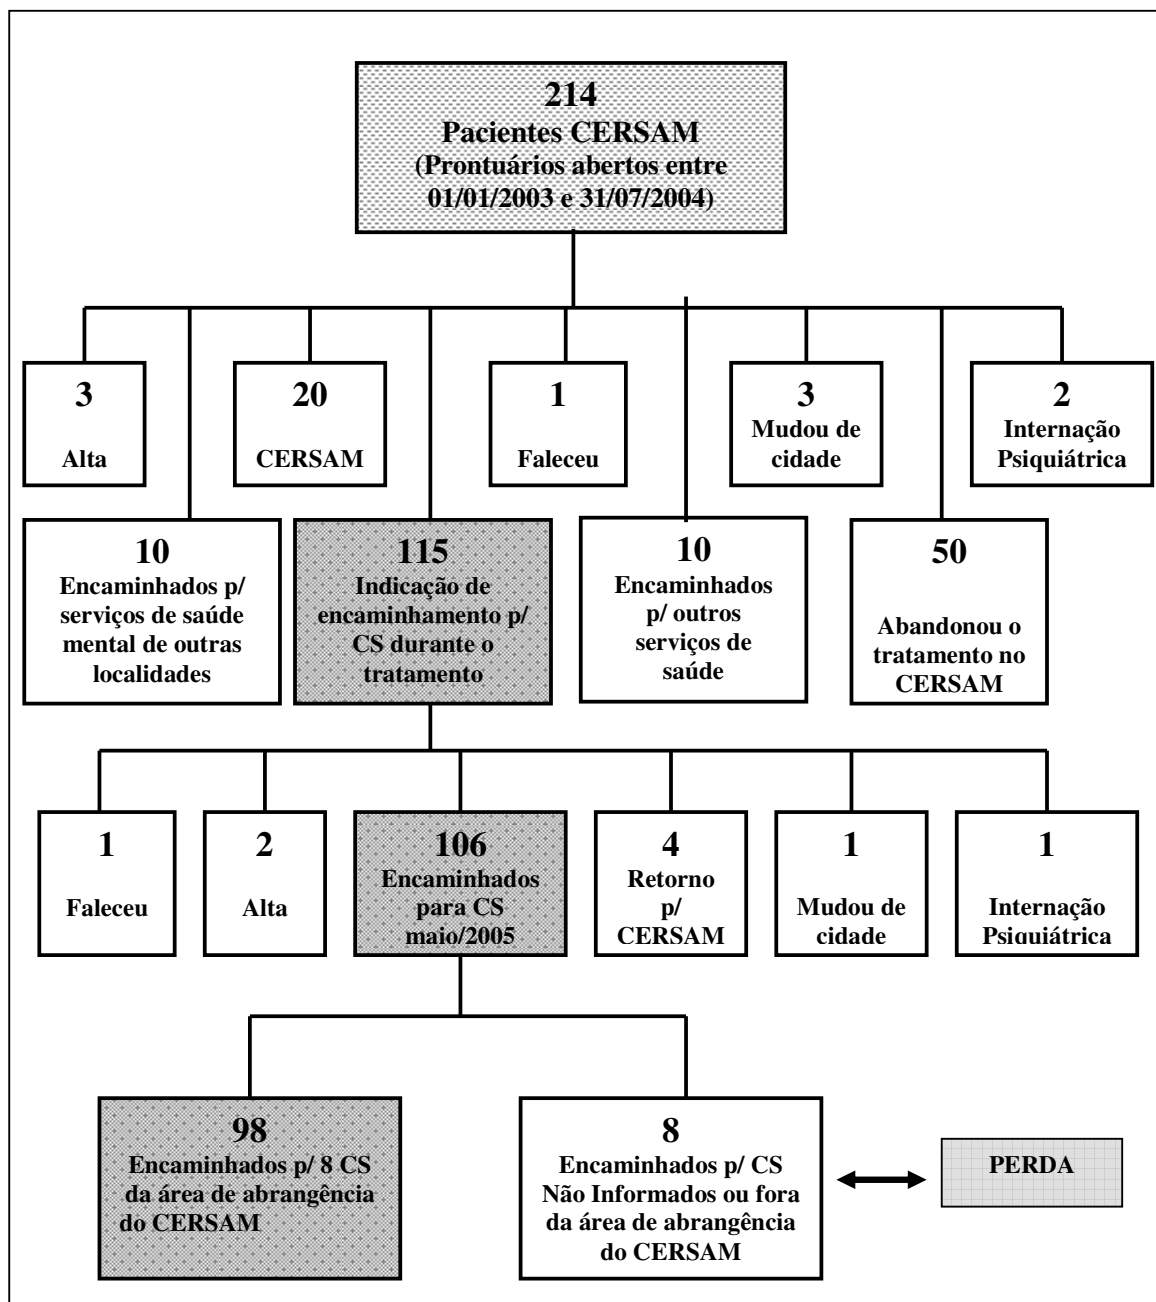 214
Pacientes CERSAM
(Prontuários abertos entre
01/01/2003 e 31/07/2004)
3
Alta
20
CERSAM
1
Faleceu
3
Mudou de
cidade
2
Internação
Psiquiátrica
10
Encaminhados p/
serviços de saúde
mental de outras
localidades
115
Indicação de
encaminhamento p/
CS durante o
tratamento
10
Encaminhados
p/ outros
serviços de
saúde
50
Abandonou o
tratamento no
CERSAM
1
Faleceu
2
Alta
106
Encaminhados
para CS
maio/2005
4
Retorno
p/
CERSAM
1
Mudou de
cidade
1
Internação
Psiquiátrica
98
Encaminhados p/ 8 CS
da área de abrangência
do CERSAM
8
Encaminhados p/ CS
Não Informados ou fora
da área de abrangência
do CERSAM
PERDA